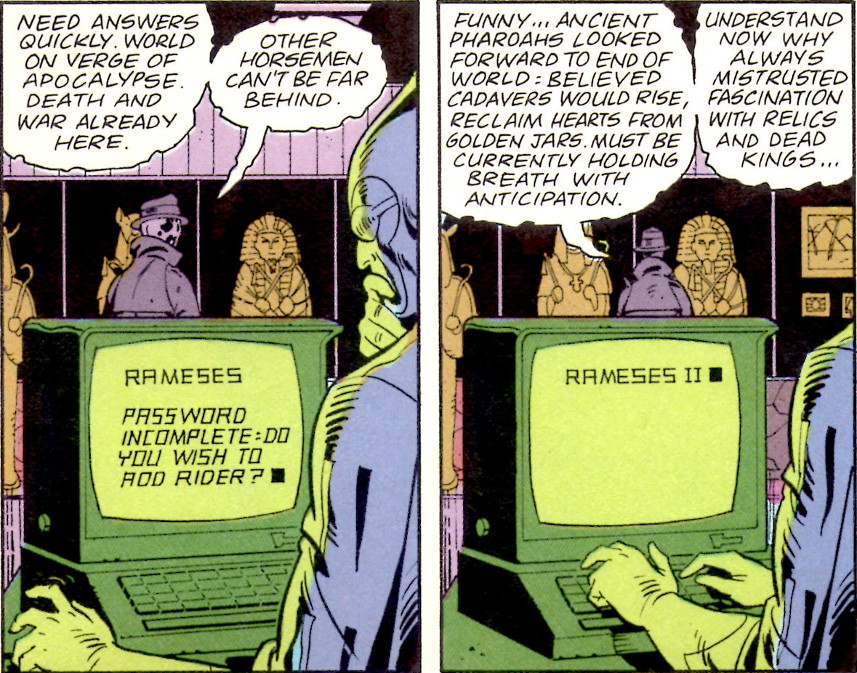 NEED ANSWERS
QUICKLY. WORLD
ON VERGE OF
APOCALYPSE.
DEATH AND
WAR ALREADY
HERE.
OTHER
HORSEMEN
CAN'T BE FAR
BEHIND.
RAMESES
PASSWORD
INCOMPLETE: DO
YOU WISH TO
ADD RIDER?
FUNNY... ANCIENT
PHAROAHS LOOKED
FORWARD TO END OF
WORLD: BELIEVED
CADAVERS WOULD RISE,
RECLAIM HEARTS FROM
GOLDEN JARS. MUST BE
CURRENTLY HOLDING
BREATH WITH
ANTICIPATION.
UNDERSTAND
NOW WHY
ALWAYS
MISTRUSTED
FASCINATION
WITH RELICS
AND DEAD
KINGS...
RAMESES II